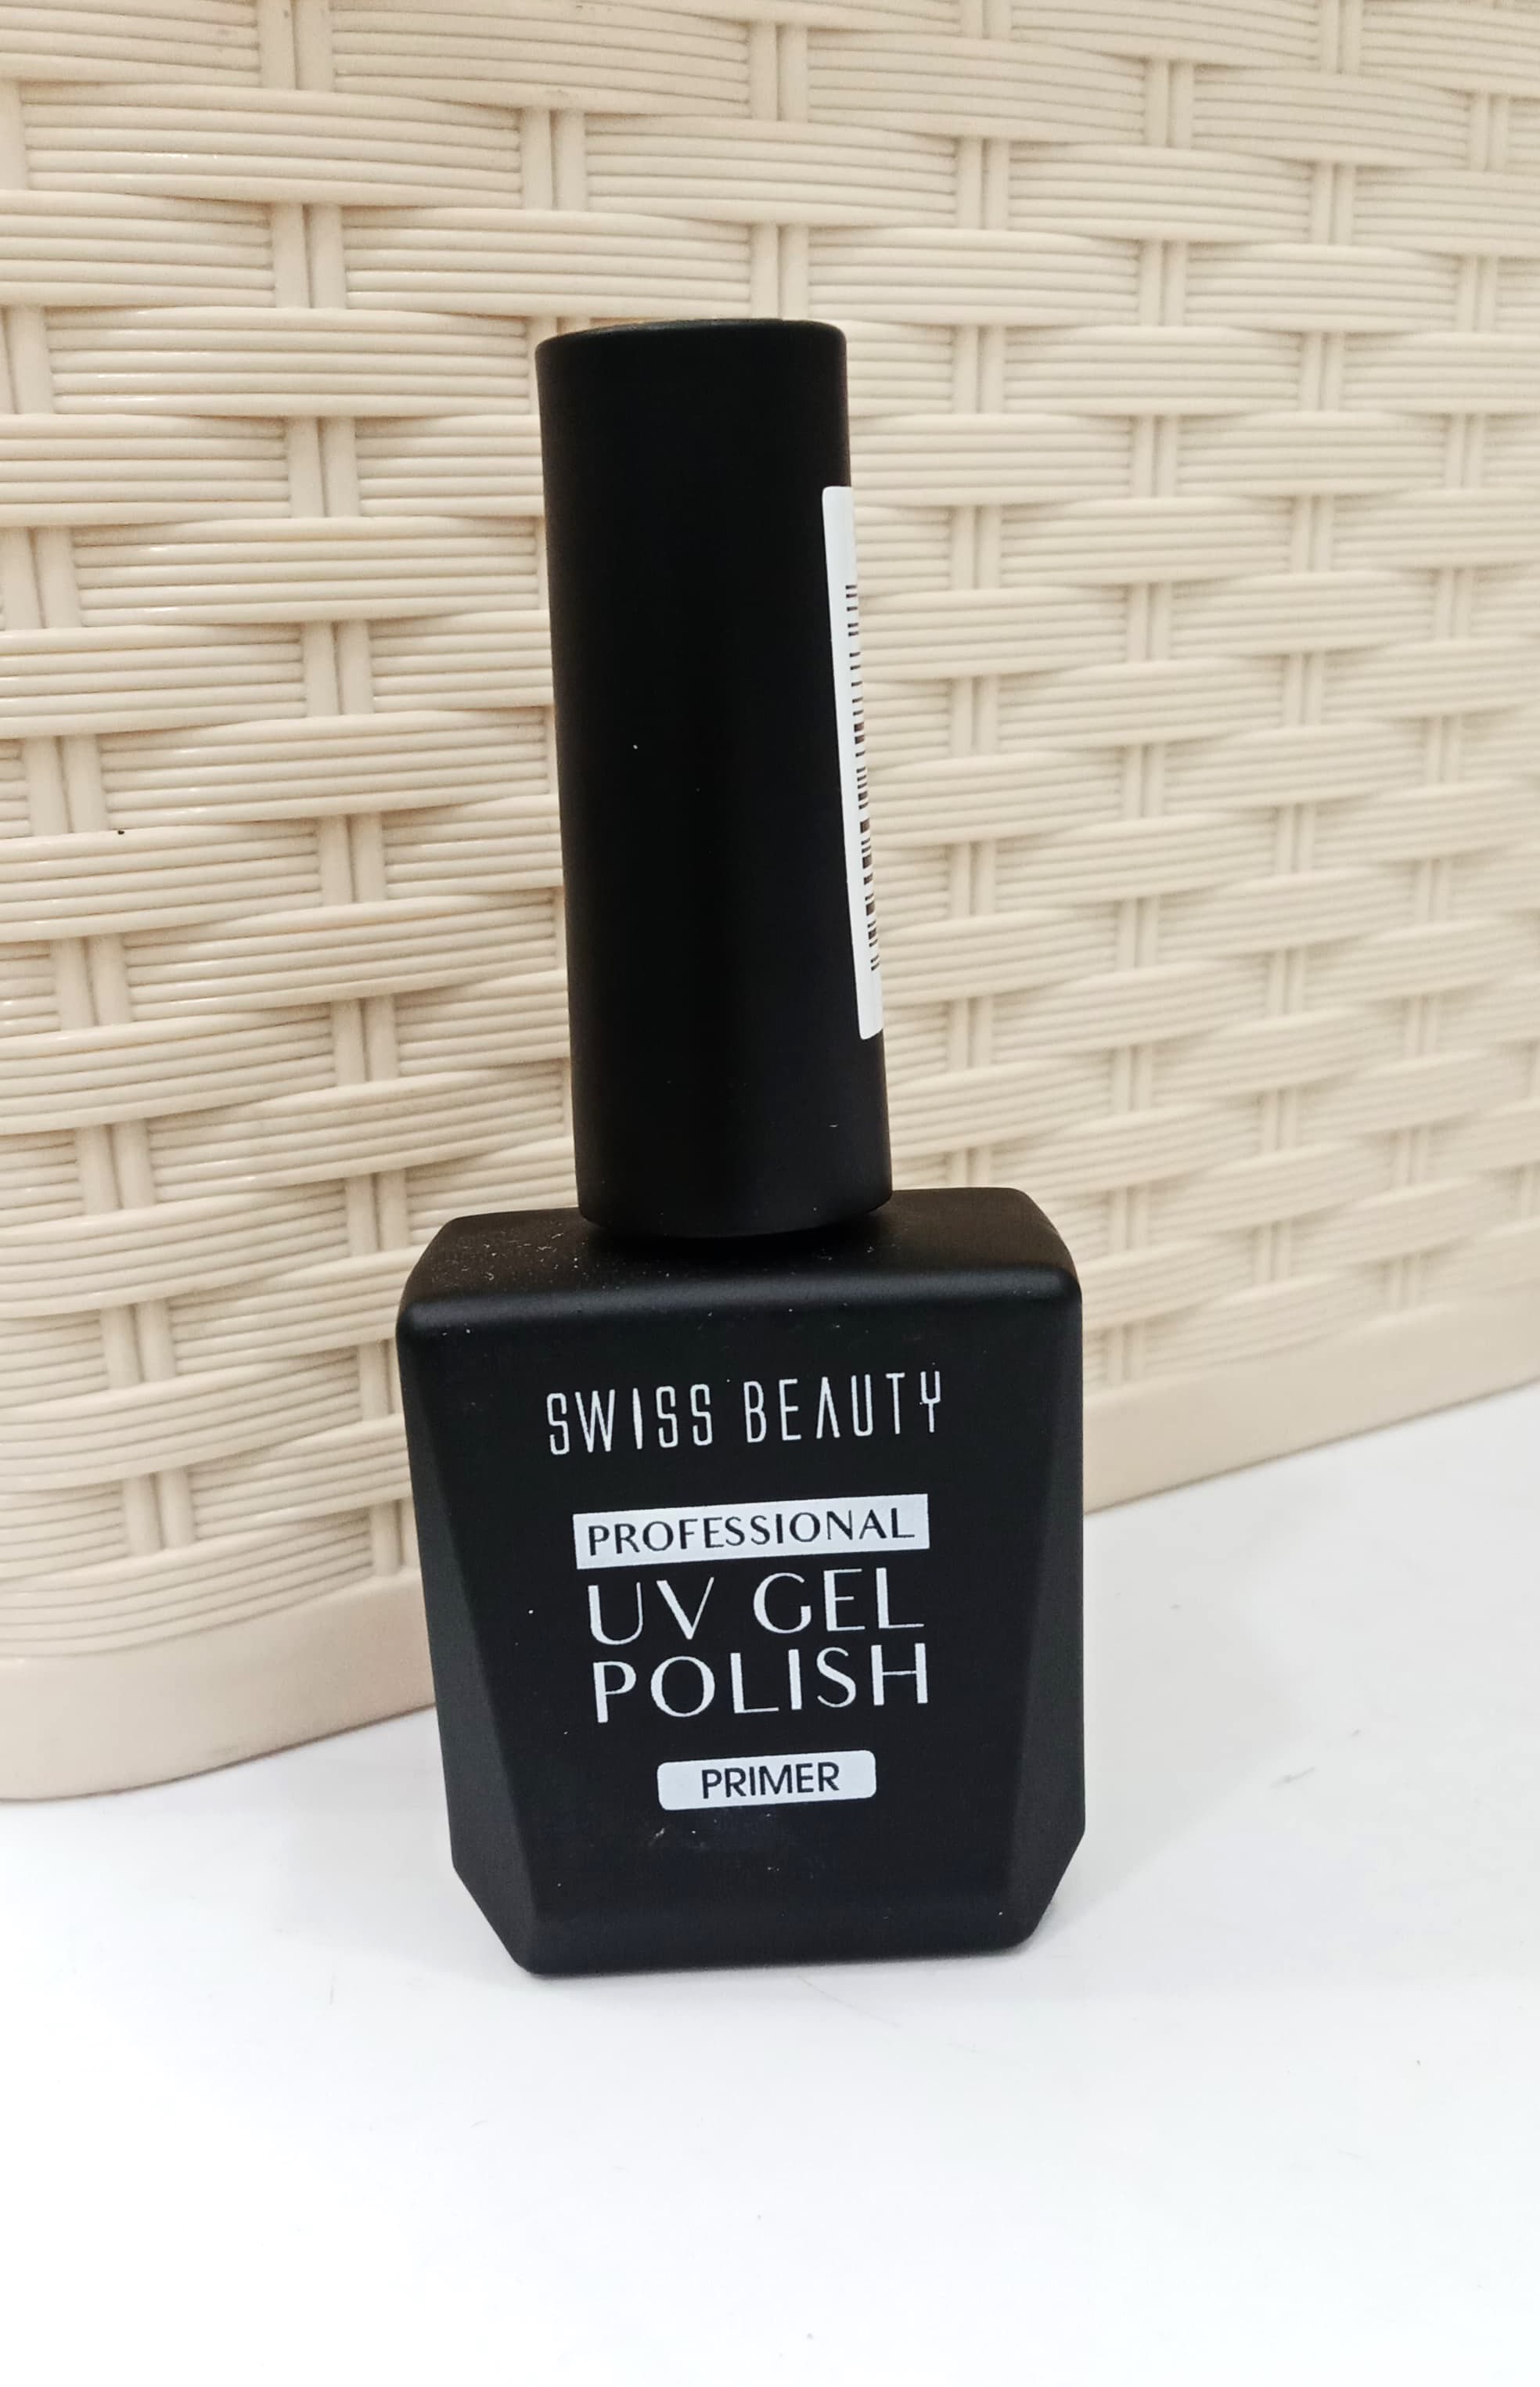 SWISS BEAUTY
PROFESSIONAL
UV GEL
POLISH
PRIMER